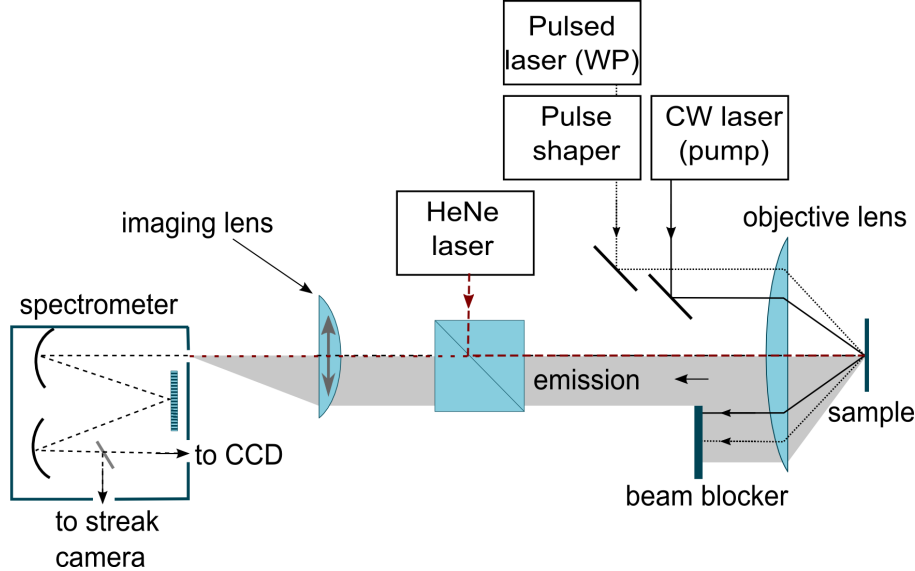 Pulsed
laser (WP)
Pulse
shaper
CW laser
(pump)
HeNe
laser
objective lens
imaging lens
spectrometer
emission
sample
to CCD
beam blocker
to streak
camera